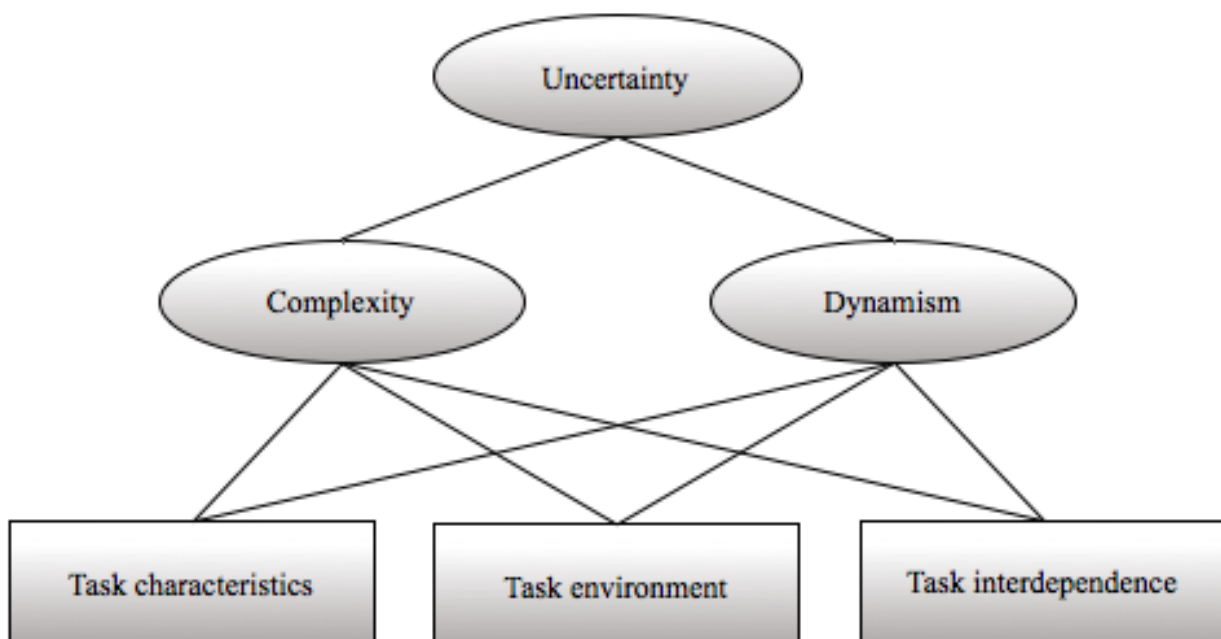 Uncertainty
Complexity
Dynamism
Task characteristics
Task environment
Task interdependence